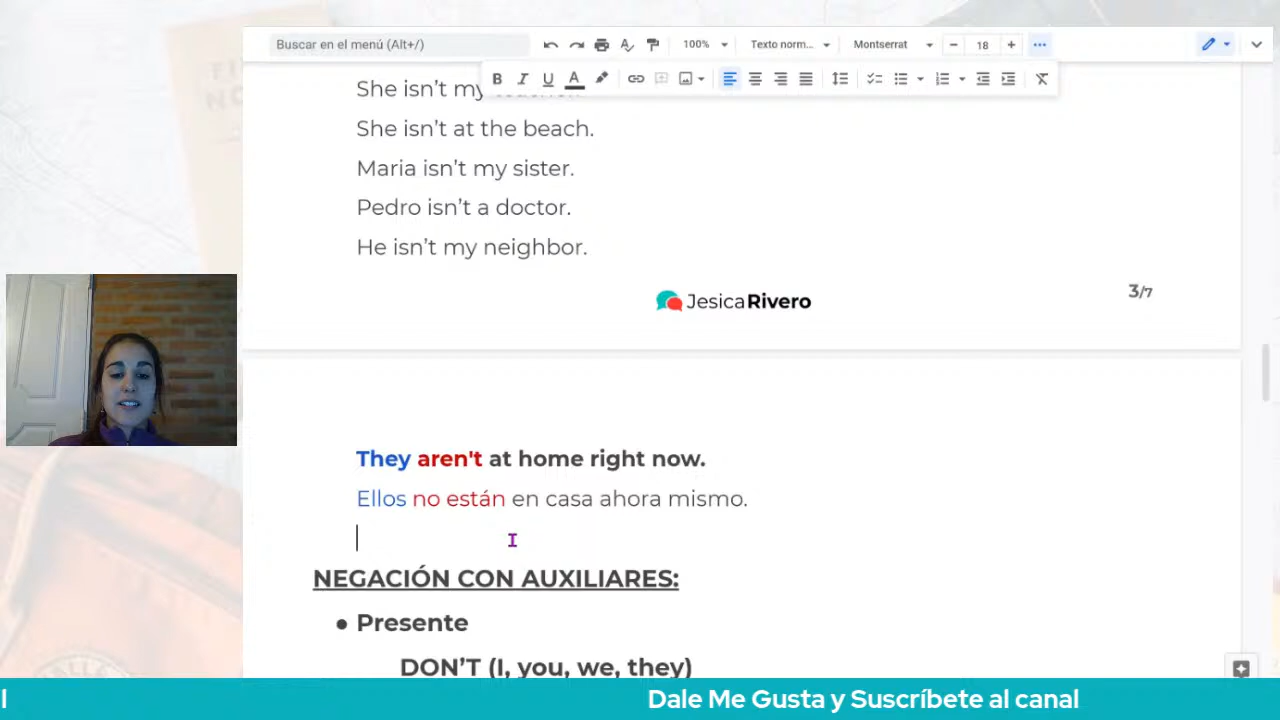 Buscar en el menú (Alt+/)
100%
Texto norm...
Montserrat
18
She isn't my
She isn't at the beach.
Maria isn't my sister.
Pedro isn't a doctor.
He isn't my neighbor.
JesicaRivero
3/7
They aren't at home right now.
Ellos no están en casa ahora mismo.
NEGACIÓN CON AUXILIARES:
● Presente
DON'T (I, you, we, they)
l
Dale Me Gusta y Suscríbete al canal